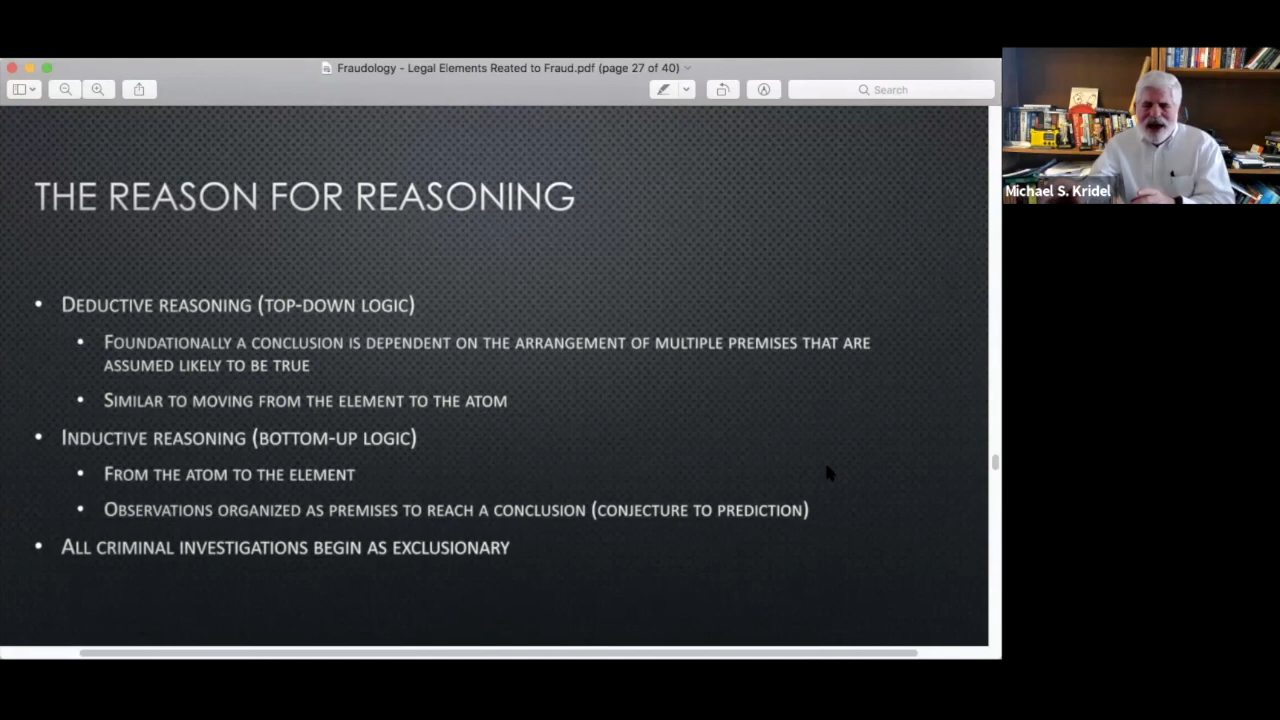 Fraudology - Legal Elements Reated to Fraud.pdf (page 27 of 40)
Search
THE REASON FOR REASONING
• DEDUCTIVE REASONING (TOP-DOWN LOGIC)
• FOUNDATIONALLY A CONCLUSION IS DEPENDENT ON THE ARRANGEMENT OF MULTIPLE PREMISES THAT ARE
ASSUMED LIKELY TO BE TRUE
• SIMILAR TO MOVING FROM THE ELEMENT TO THE ATOM
• INDUCTIVE REASONING (BOTTOM-UP LOGIC)
• FROM THE ATOM TO THE ELEMENT
• OBSERVATIONS ORGANIZED AS PREMISES TO REACH A CONCLUSION (CONJECTURE TO PREDICTION)
• ALL CRIMINAL INVESTIGATIONS BEGIN AS EXCLUSIONARY
Michael S. Kridel